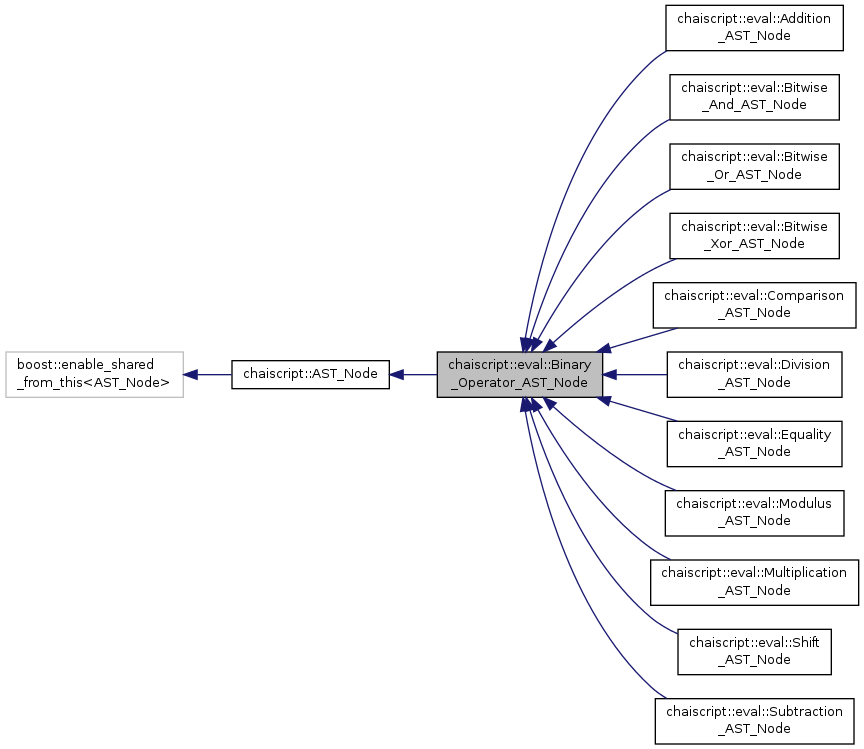 chaiscript::eval::Addition
_AST_Node
chaiscript::eval::Bitwise
_And_AST_Node
chaiscript::eval::Bitwise
_Or_AST_Node
chaiscript::eval::Bitwise
_Xor_AST_Node
chaiscript::eval::Comparison
_AST_Node
boost::enable_shared
_from_this<AST_Node>
chaiscript::AST_Node
chaiscript::eval::Binary
_Operator_AST_Node
chaiscript::eval::Division
_AST_Node
chaiscript::eval::Equality
_AST_Node
chaiscript::eval::Modulus
_AST_Node
chaiscript::eval::Multiplication
_AST_Node
chaiscript::eval::Shift
_AST_Node
chaiscript::eval::Subtraction
_AST_Node